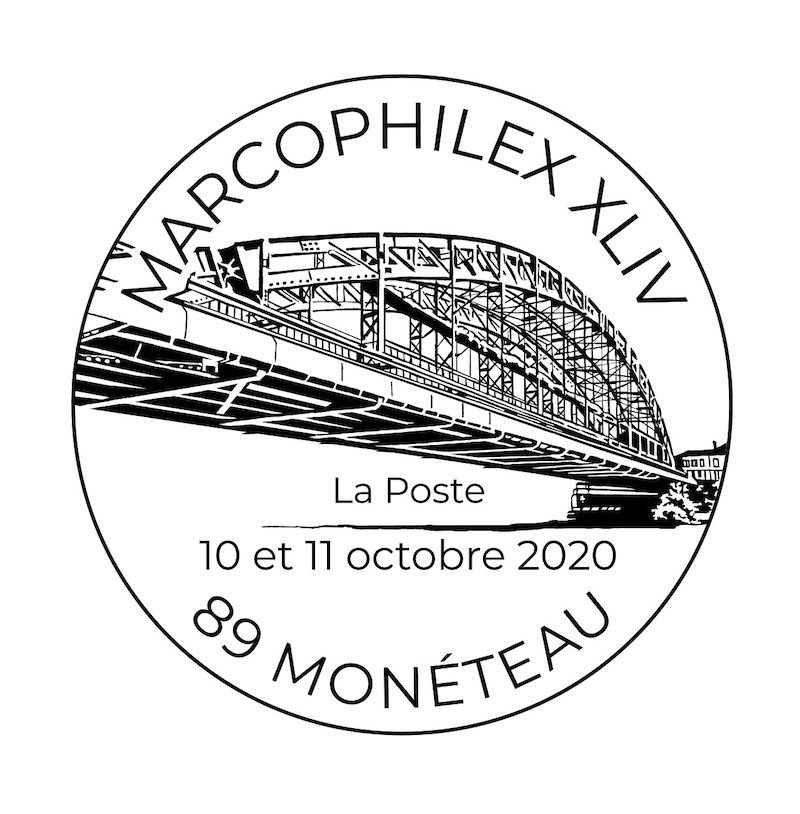 MARCOPHILEX XLIV
La Poste
10 et 11 octobre 2020
89 MONÉTEAU